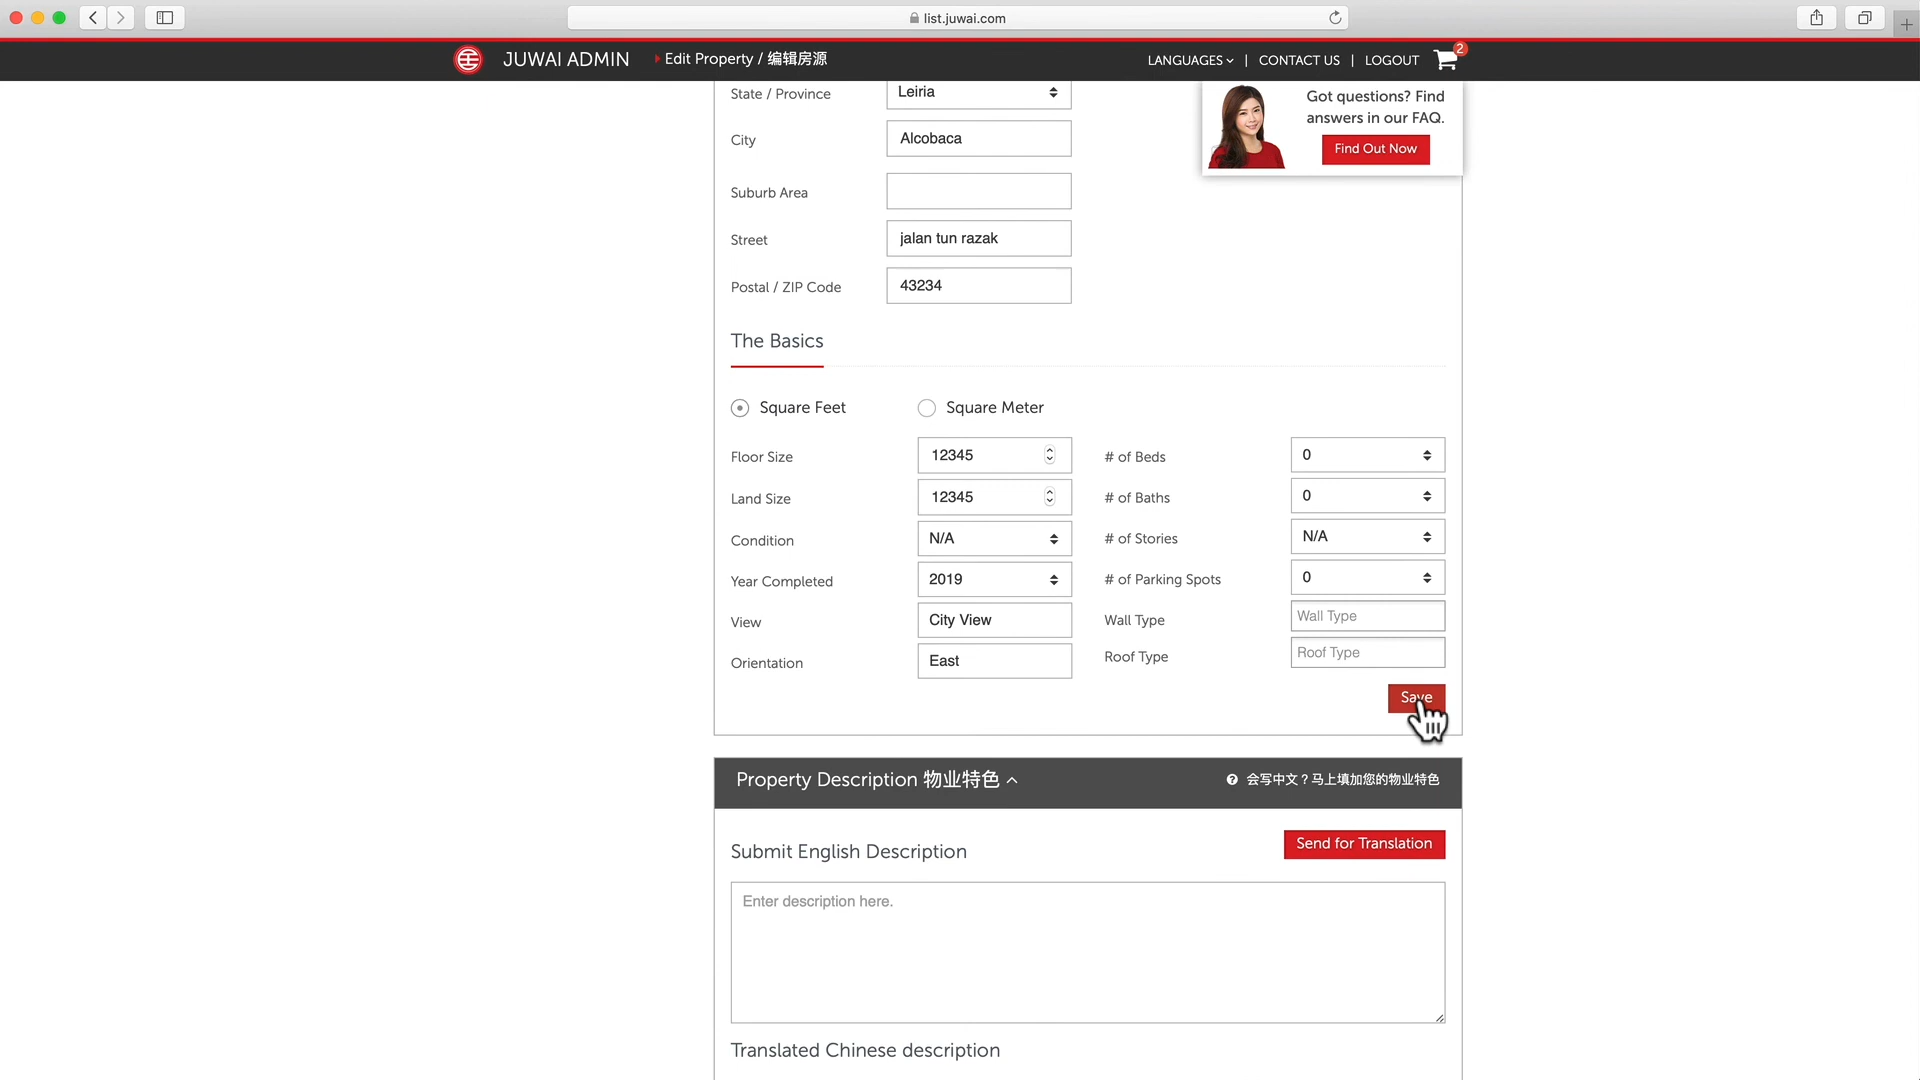 list.juwai.com
JUWAI ADMIN
Edit Property / 编辑房源
LANGUAGES
|
CONTACT US
|
LOGOUT
2
State / Province
Leiria
Got questions? Find
answers in our FAQ.
Find Out Now
City
Alcobaca
Suburb Area
Street
jalan tun razak
Postal / ZIP Code
43234
The Basics
Square Feet
Square Meter
Floor Size
12345
# of Beds
0
Land Size
12345
# of Baths
0
Condition
N/A
# of Stories
N/A
Year Completed
2019
# of Parking Spots
0
View
City View
Wall Type
Wall Type
Orientation
East
Roof Type
Roof Type
Save
Property Description 物业特色
会写中文？马上填加您的物业特色
Submit English Description
Send for Translation
Enter description here.
Translated Chinese description